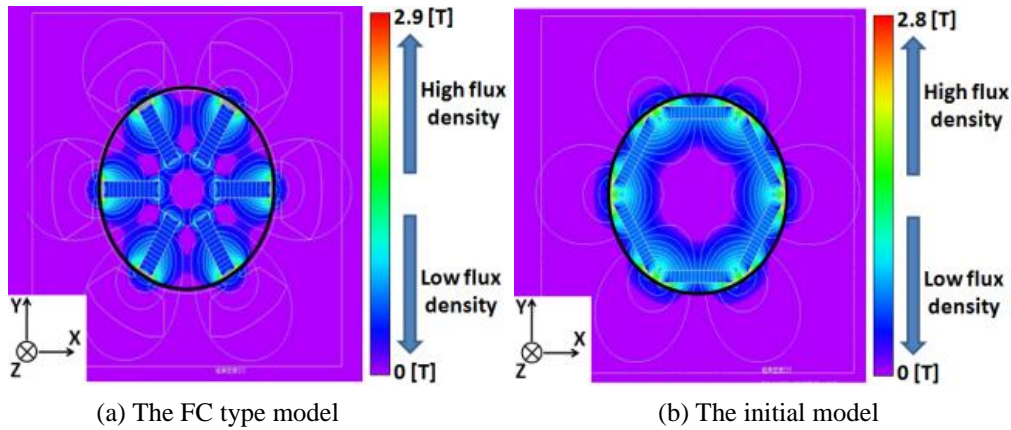 2.9 [T]
High flux
density
Low flux
density
0 [T]
Y
X
Z
(a) The FC type model
2.8 [T]
High flux
density
Low flux
density
0 [T]
Y
X
Z
(b) The initial model